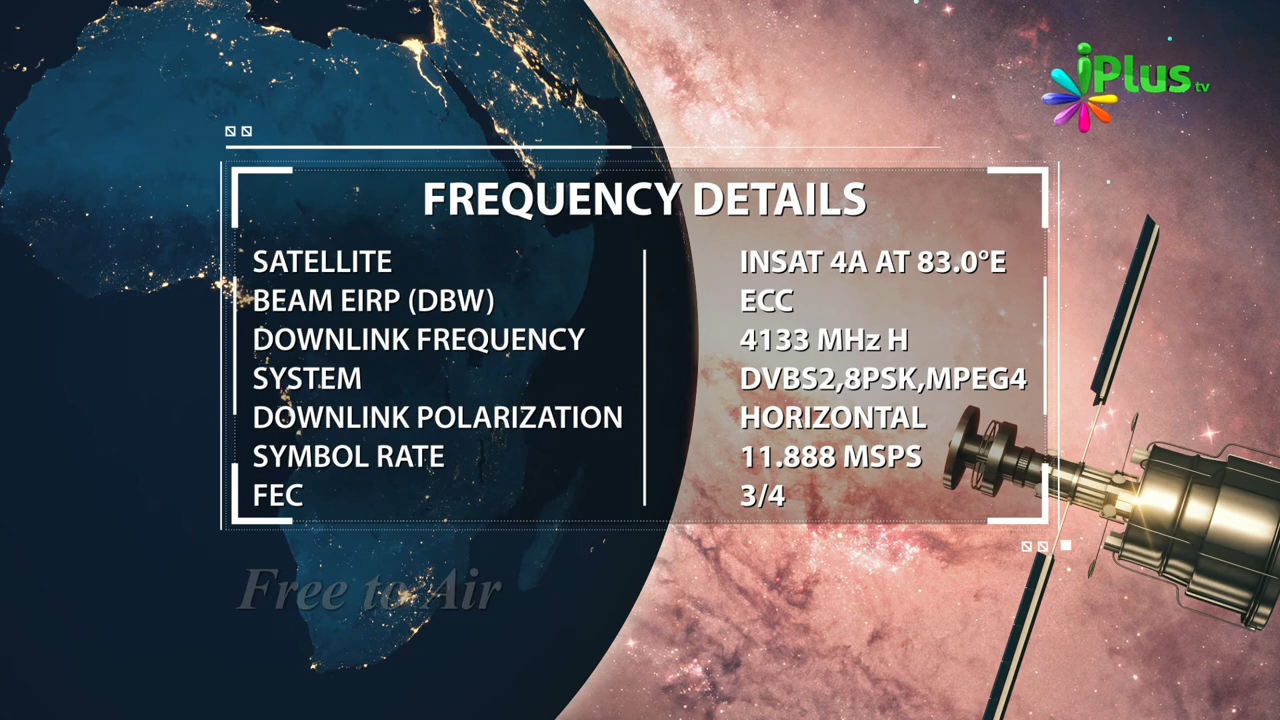 iPlus tv
FREQUENCY DETAILS
SATELLITE INSAT 4A AT 83.0°E
BEAM EIRP (DBW) ECC
DOWNLINK FREQUENCY 4133 MHz H
SYSTEM DVBS2,8PSK,MPEG4
DOWNLINK POLARIZATION HORIZONTAL
SYMBOL RATE 11.888 MSPS
FEC 3/4
Free to Air